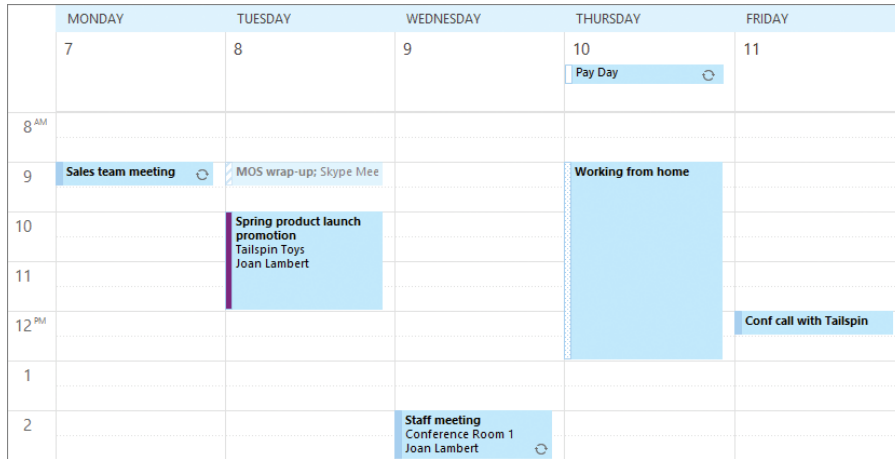 MONDAY TUESDAY WEDNESDAY THURSDAY FRIDAY
7 8 9 10 11
Pay Day
8 AM
9 Sales team meeting MOS wrap-up; Skype Mee Working from home
10 Spring product launch
promotion
Tailspin Toys
Joan Lambert
11
12 PM Conf call with Tailspin
1
2 Staff meeting
Conference Room 1
Joan Lambert